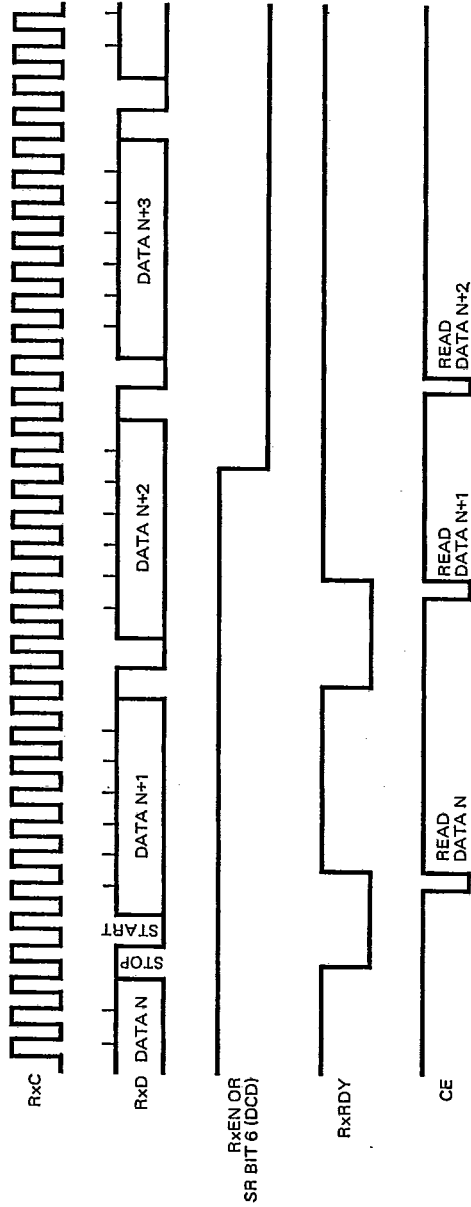 RxC
RxD
DATA N
STOP
START
DATA N+1
DATA N+2
DATA N+3
RxEN OR
SR BIT 6 (DCD)
RxRDY
CE
READ
DATA N
READ
DATA N+1
READ
DATA N+2